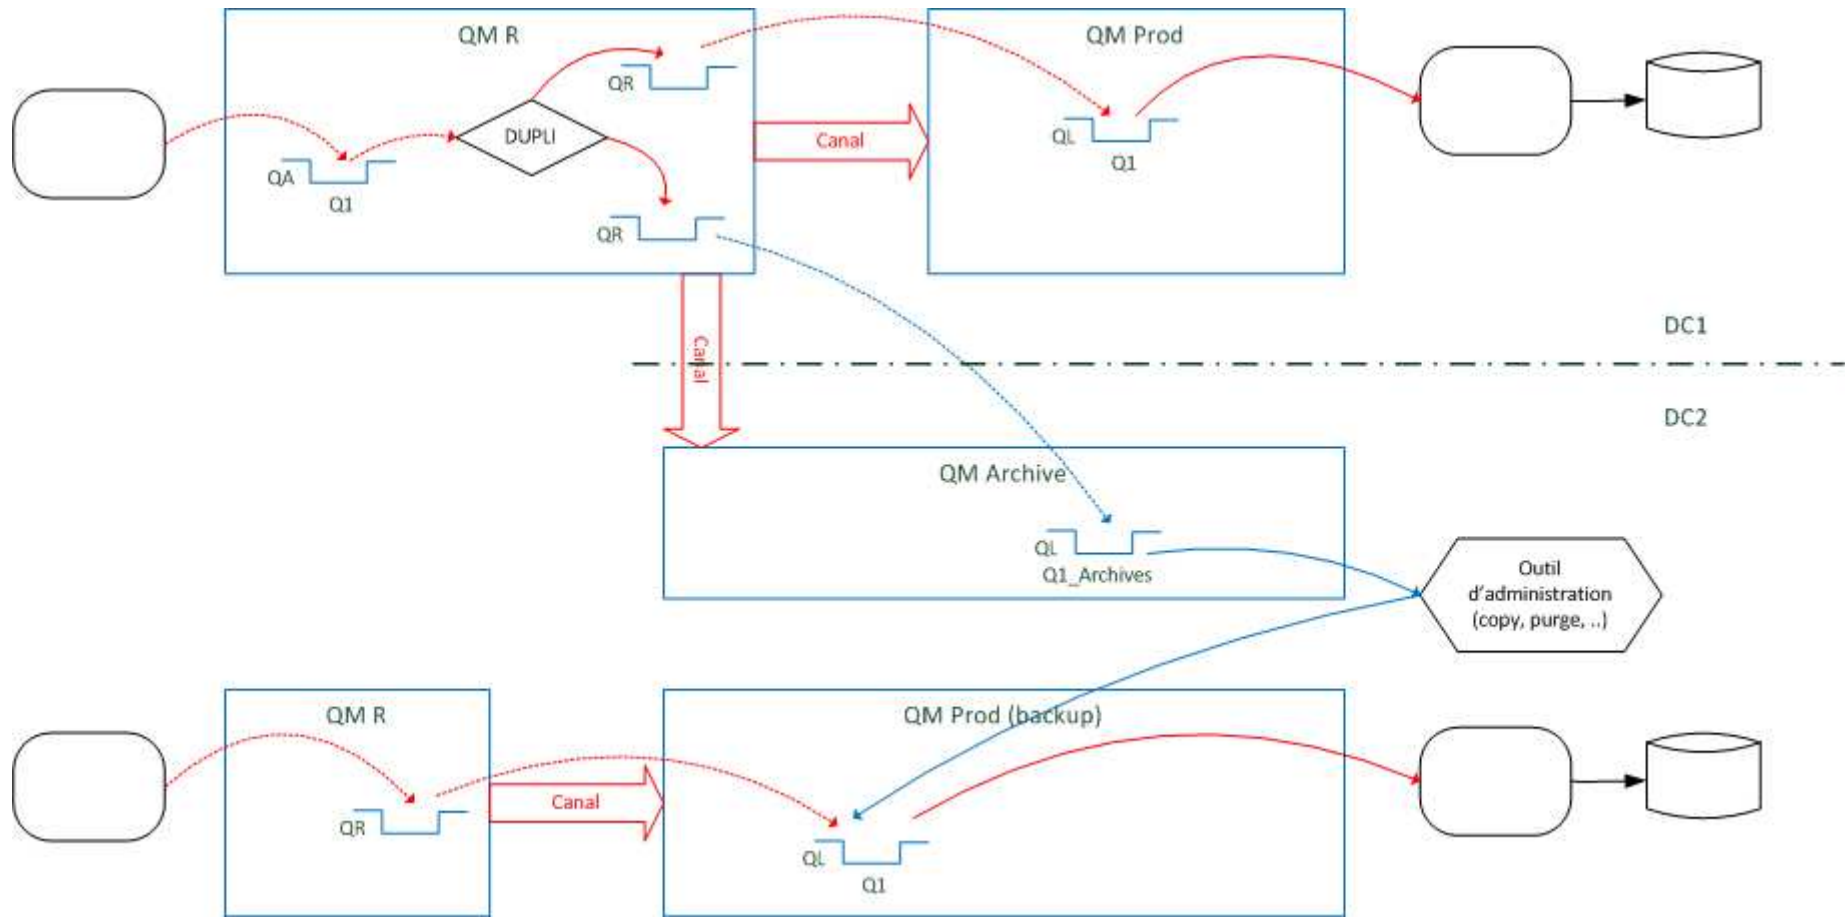 QM R
QM Prod
QR
DUPLI
QL
Q1
Canal
QA
Q1
QR
Canal
DC1
DC2
QM Archive
QL
Q1_Archives
Outil
d'administration
(copy, purge, ..)
QM R
QM Prod (backup)
Canal
QR
QL
Q1